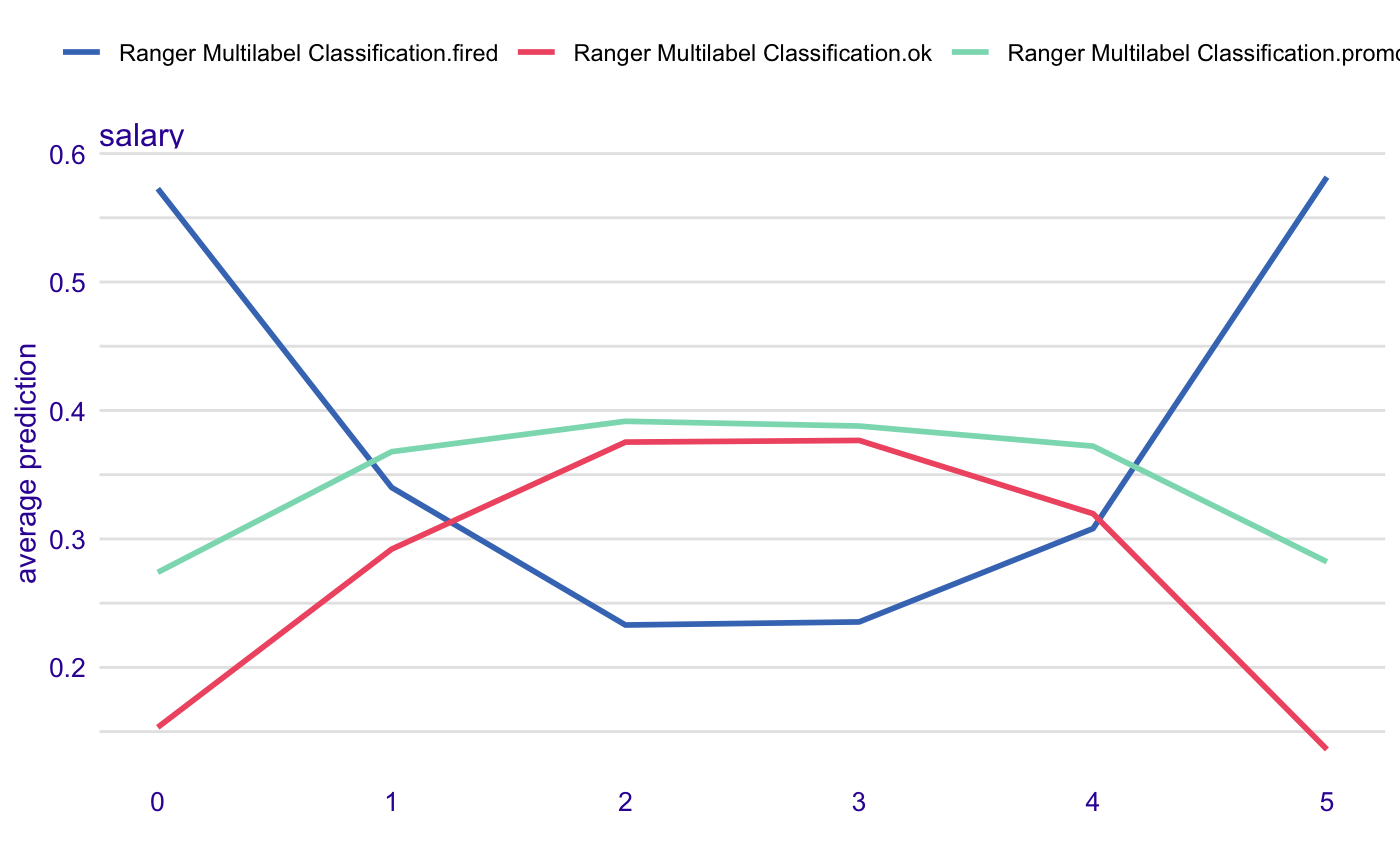 Ranger Multilabel Classification.fired Ranger Multilabel Classification.ok Ranger Multilabel Classification.promo
salary
0.6
0.5
0.4
0.3
0.2
average prediction
0 1 2 3 4 5